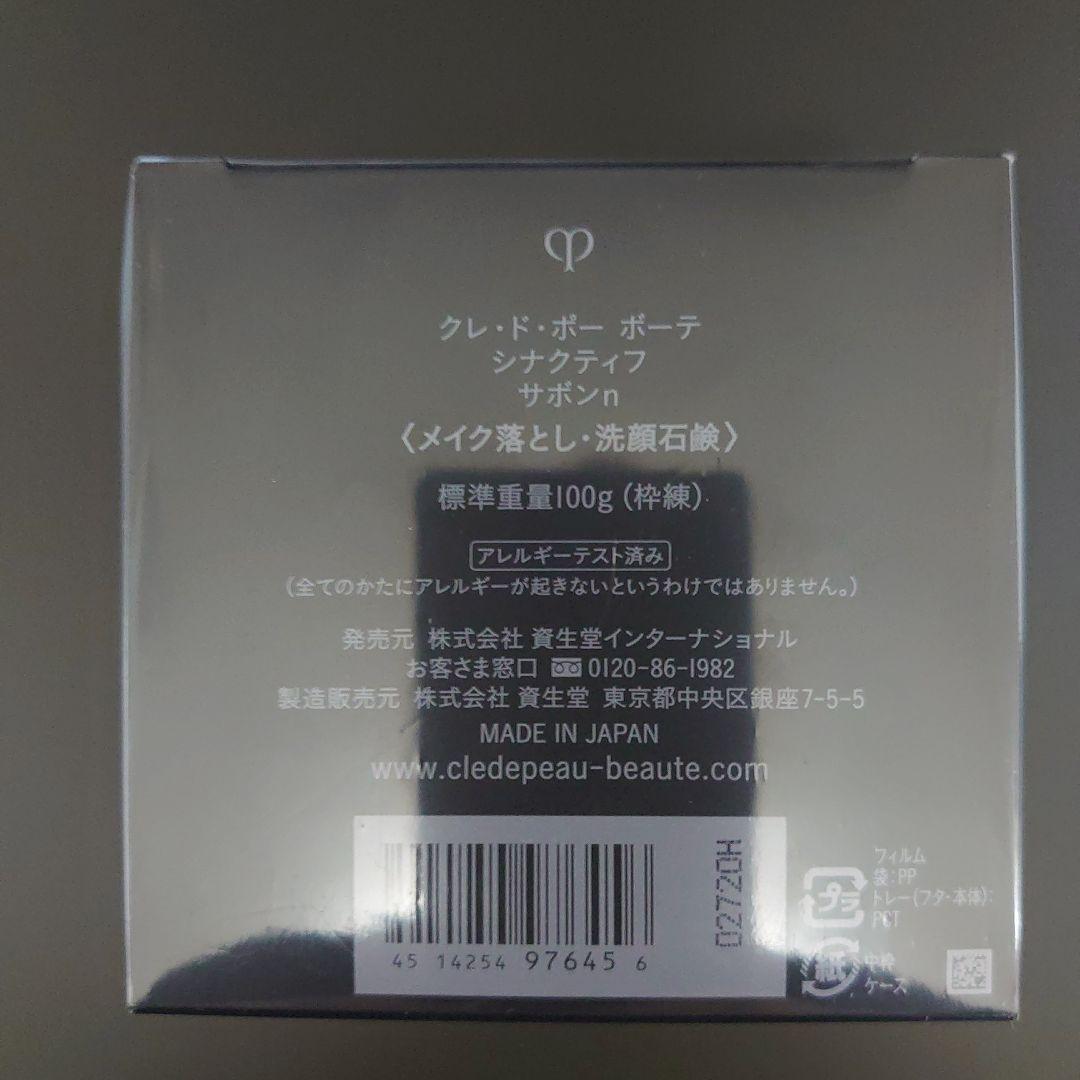 クレ・ド・ポー ボーテ
シナクティフ
サボンn
〈メイク落とし・洗顔石鹸〉
標準重量100g (枠練)
アレルギーテスト済み
(全てのかたにアレルギーが起きないというわけではありません。)
発売元 株式会社 資生堂インターナショナル
お客さま窓口 0120-86-1982
製造販売元 株式会社 資生堂 東京都中央区銀座7-5-5
MADE IN JAPAN
www.cledepeau-beaute.com
4514254 97645 6
02720H
プラ
フィルム
袋:PP
トレー(フタ・本体):
PCT
紙
中枠
ケース